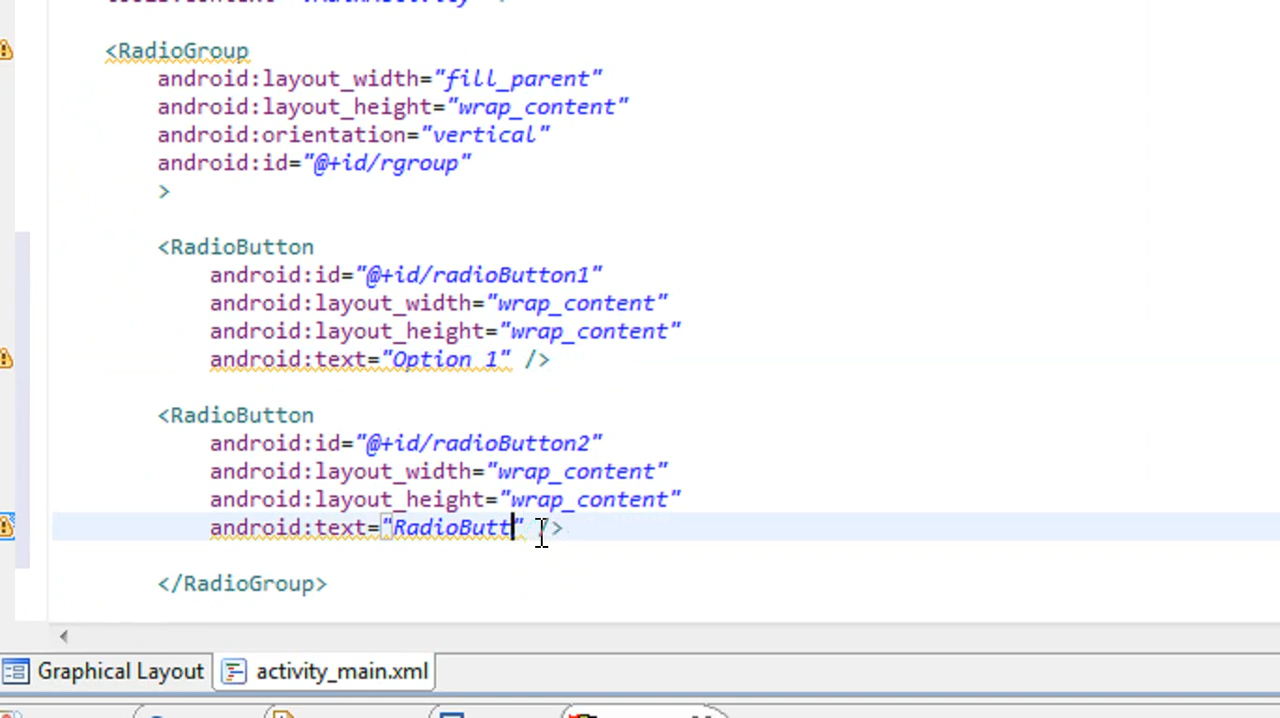 <RadioGroup
android:layout_width="fill_parent"
android:layout_height="wrap_content"
android:orientation="vertical"
android:id="@+id/rgroup"
>
<RadioButton
android:id="@+id/radioButton1"
android:layout_width="wrap_content"
android:layout_height="wrap_content"
android:text="Option 1" />
<RadioButton
android:id="@+id/radioButton2"
android:layout_width="wrap_content"
android:layout_height="wrap_content"
android:text="RadioButt" />
</RadioGroup>
Graphical Layout
activity_main.xml